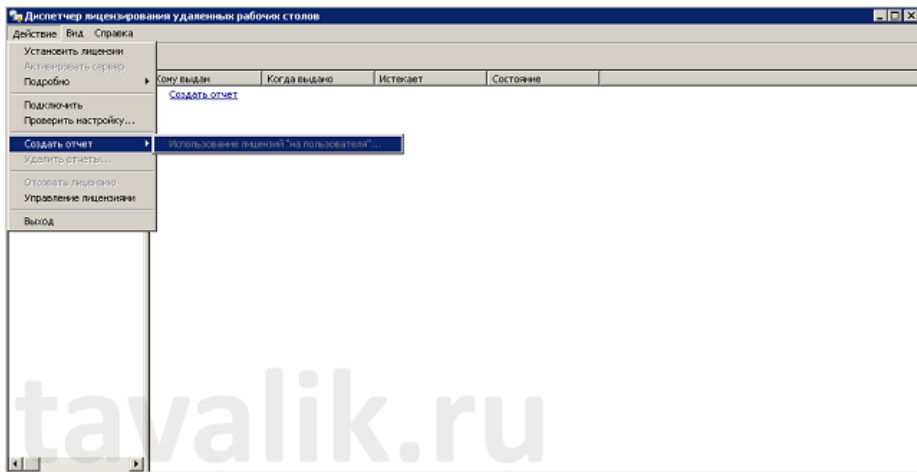 Диспетчер лицензирования удаленных рабочих столов
Действие Вид Справка
Установить лицензии
Активировать сервер
Подробно
Кому выдан Когда выдано Истекает Состояние
Создать отчет
Подключить
Проверить настройку...
Создать отчет
Использование лицензий "на пользователя"...
Удалить отчеты...
Отозвать лицензию
Управление лицензиями
Выход
tavalik.ru